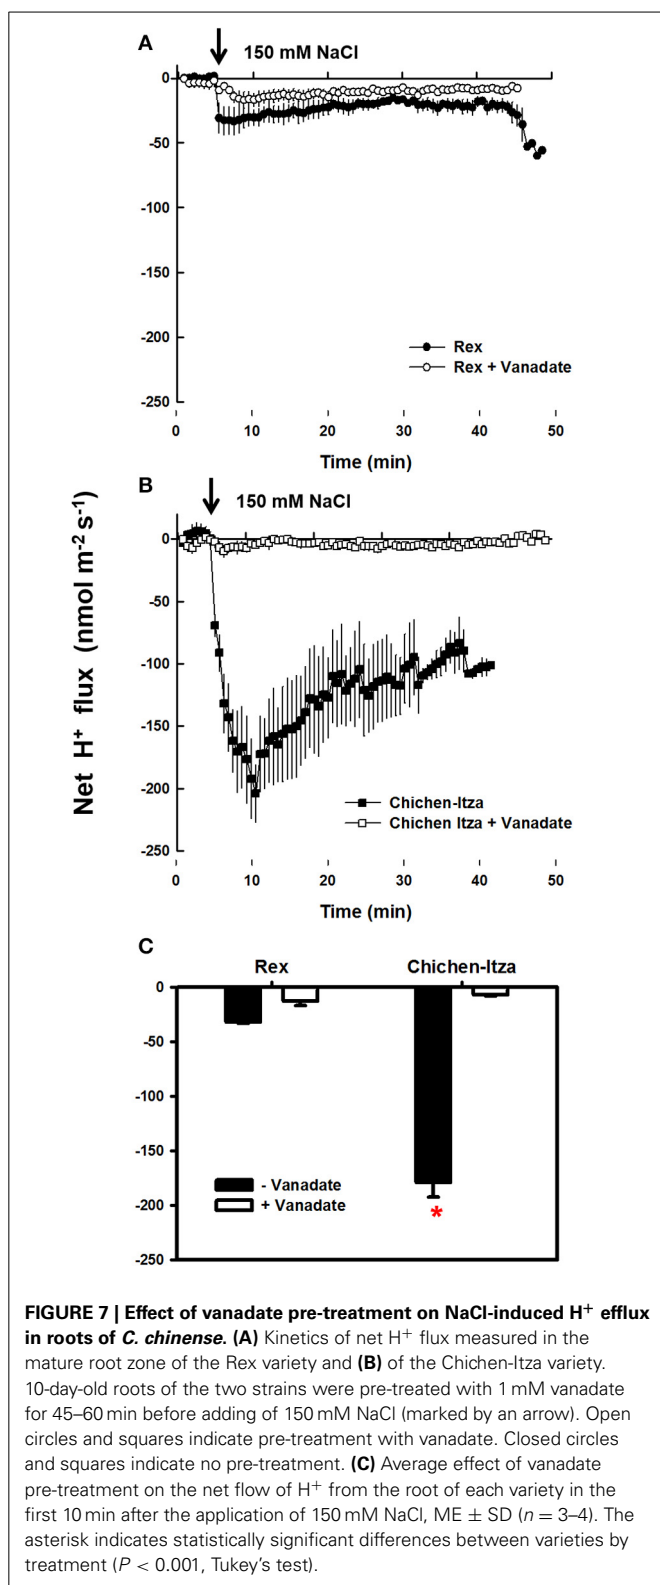 A
150 mM NaCl
0
-50
-100
-150
-200
-250
Rex
Rex + Vanadate
0 10 20 30 40 50
Time (min)
Net H⁺ flux (nmol m⁻² s⁻¹)
B
150 mM NaCl
0
-50
-100
-150
-200
-250
Chichen-Itza
Chichen Itza + Vanadate
0 10 20 30 40 50
Time (min)
C
Rex Chichen-Itza
0
-50
-100
-150
-200
-250
- Vanadate
+ Vanadate
*
FIGURE 7 | Effect of vanadate pre-treatment on NaCl-induced H⁺ efflux
in roots of C. chinense. (A) Kinetics of net H⁺ flux measured in the
mature root zone of the Rex variety and (B) of the Chichen-Itza variety.
10-day-old roots of the two strains were pre-treated with 1 mM vanadate
for 45–60 min before adding of 150 mM NaCl (marked by an arrow). Open
circles and squares indicate pre-treatment with vanadate. Closed circles
and squares indicate no pre-treatment. (C) Average effect of vanadate
pre-treatment on the net flow of H⁺ from the root of each variety in the
first 10 min after the application of 150 mM NaCl, ME ± SD (n = 3–4). The
asterisk indicates statistically significant differences between varieties by
treatment (P < 0.001, Tukey's test).